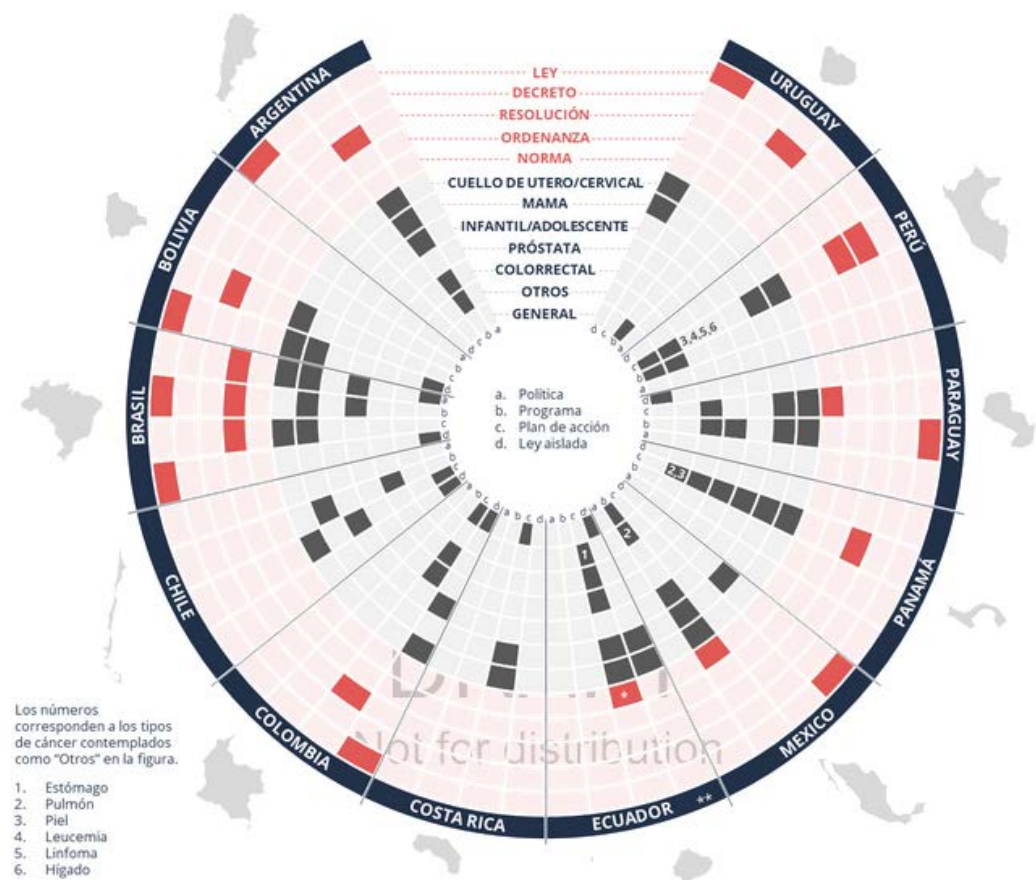 LEY
DECRETO
RESOLUCIÓN
ORDENANZA
NORMA
CUELLO DE UTERO/CERVICAL
MAMA
INFANTIL/ADOLESCENTE
PRÓSTATA
COLORRECTAL
OTROS
GENERAL
ARGENTINA
URUGUAY
BOLIVIA
PERÚ
BRASIL
PARAGUAY
CHILE
PANAMÁ
COLOMBIA
MEXICO
COSTA RICA
ECUADOR **
3,4,5,6
2,3
2
1
*
a. Política
b. Programa
c. Plan de acción
d. Ley aislada
Not for distribution
Los números
corresponden a los tipos
de cáncer contemplados
como “Otros” en la figura.
1. Estómago
2. Pulmón
3. Piel
4. Leucemia
5. Linfoma
6. Hígado